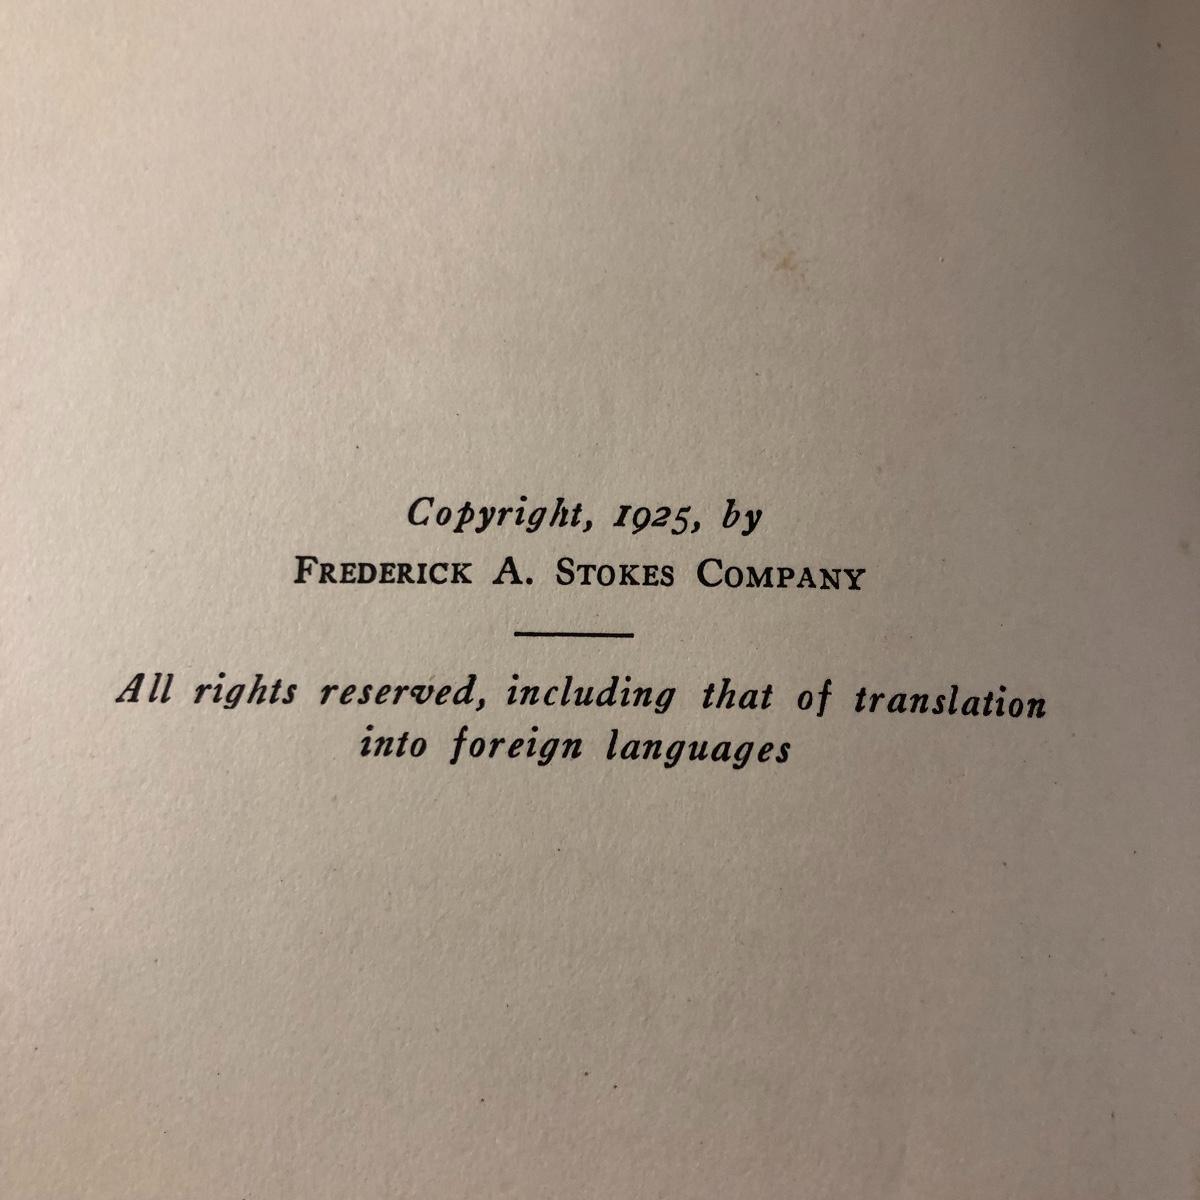 Copyright, 1925, by
FREDERICK A. STOKES COMPANY
All rights reserved, including that of translation
into foreign languages